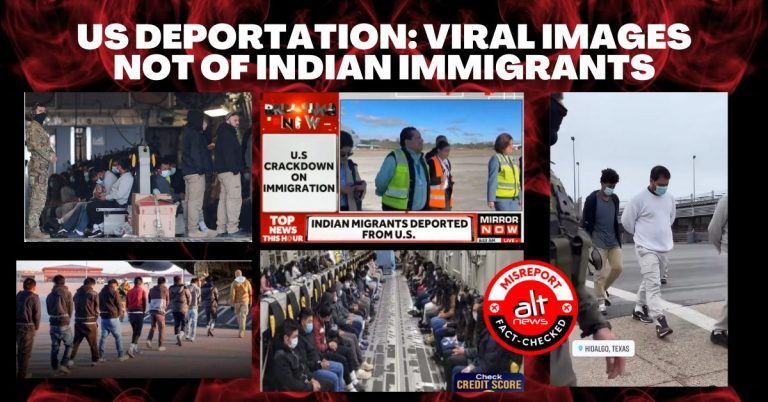 US DEPORTATION: VIRAL IMAGES
NOT OF INDIAN IMMIGRANTS
U.S
CRACKDOWN
ON
IMMIGRATION
TOP
NEWS
THIS HOUR
INDIAN MIGRANTS DEPORTED
FROM U.S.
MIRROR
NOW
LIVE
MISREPORT
alt
news
FACT-CHECKED
HIDALGO, TEXAS
Check
CREDIT SCORE